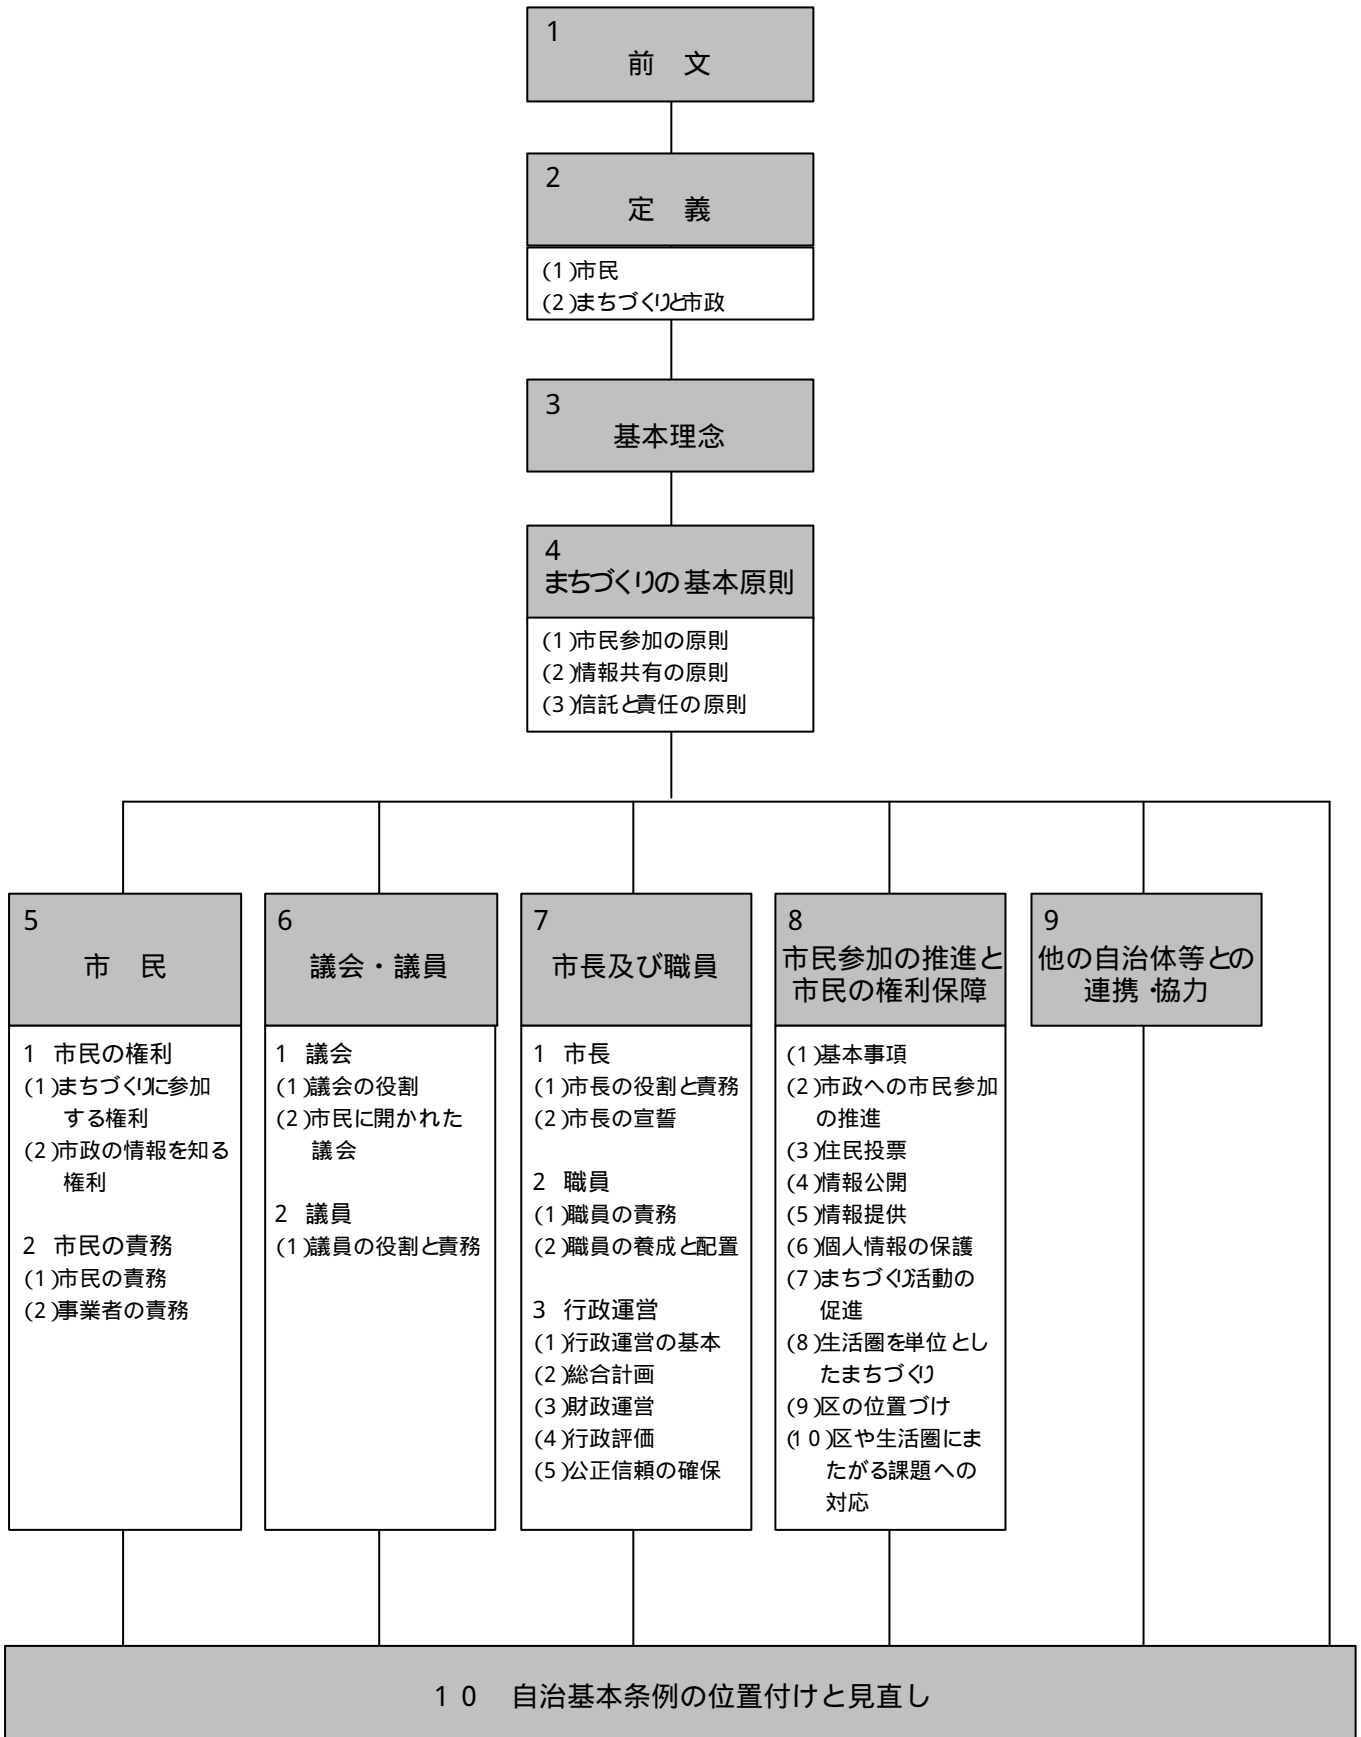 1
前　文
2
定　義
(1)市民
(2)まちづくりと市政
3
基本理念
4
まちづくりの基本原則
(1)市民参加の原則
(2)情報共有の原則
(3)信託と責任の原則
5
市　民
1　市民の権利
(1)まちづくりに参加
する権利
(2)市政の情報を知る
権利
2　市民の責務
(1)市民の責務
(2)事業者の責務
6
議会・議員
1　議会
(1)議会の役割
(2)市民に開かれた
議会
2　議員
(1)議員の役割と責務
7
市長及び職員
1　市長
(1)市長の役割と責務
(2)市長の宣誓
2　職員
(1)職員の責務
(2)職員の養成と配置
3　行政運営
(1)行政運営の基本
(2)総合計画
(3)財政運営
(4)行政評価
(5)公正信頼の確保
8
市民参加の推進と
市民の権利保障
(1)基本事項
(2)市政への市民参加
の推進
(3)住民投票
(4)情報公開
(5)情報提供
(6)個人情報の保護
(7)まちづくり活動の
促進
(8)生活圏を単位とし
たまちづくり
(9)区の位置づけ
(10)区や生活圏にま
たがる課題への
対応
9
他の自治体等との
連携・協力
10　自治基本条例の位置付けと見直し